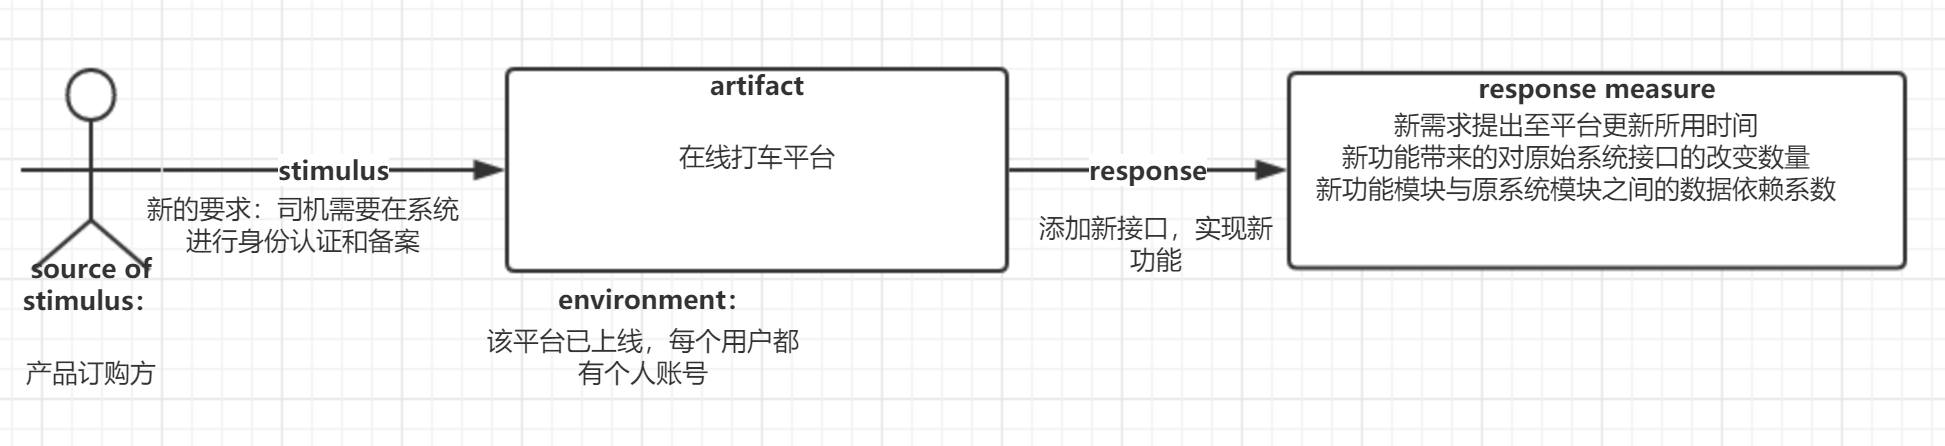 source of
stimulus：
产品订购方
stimulus
新的要求：司机需要在系统
进行身份认证和备案
artifact
在线打车平台
environment：
该平台已上线，每个用户都
有个人账号
response
添加新接口，实现新
功能
response measure
新需求提出至平台更新所用时间
新功能带来的对原始系统接口的改变数量
新功能模块与原系统模块之间的数据依赖系数